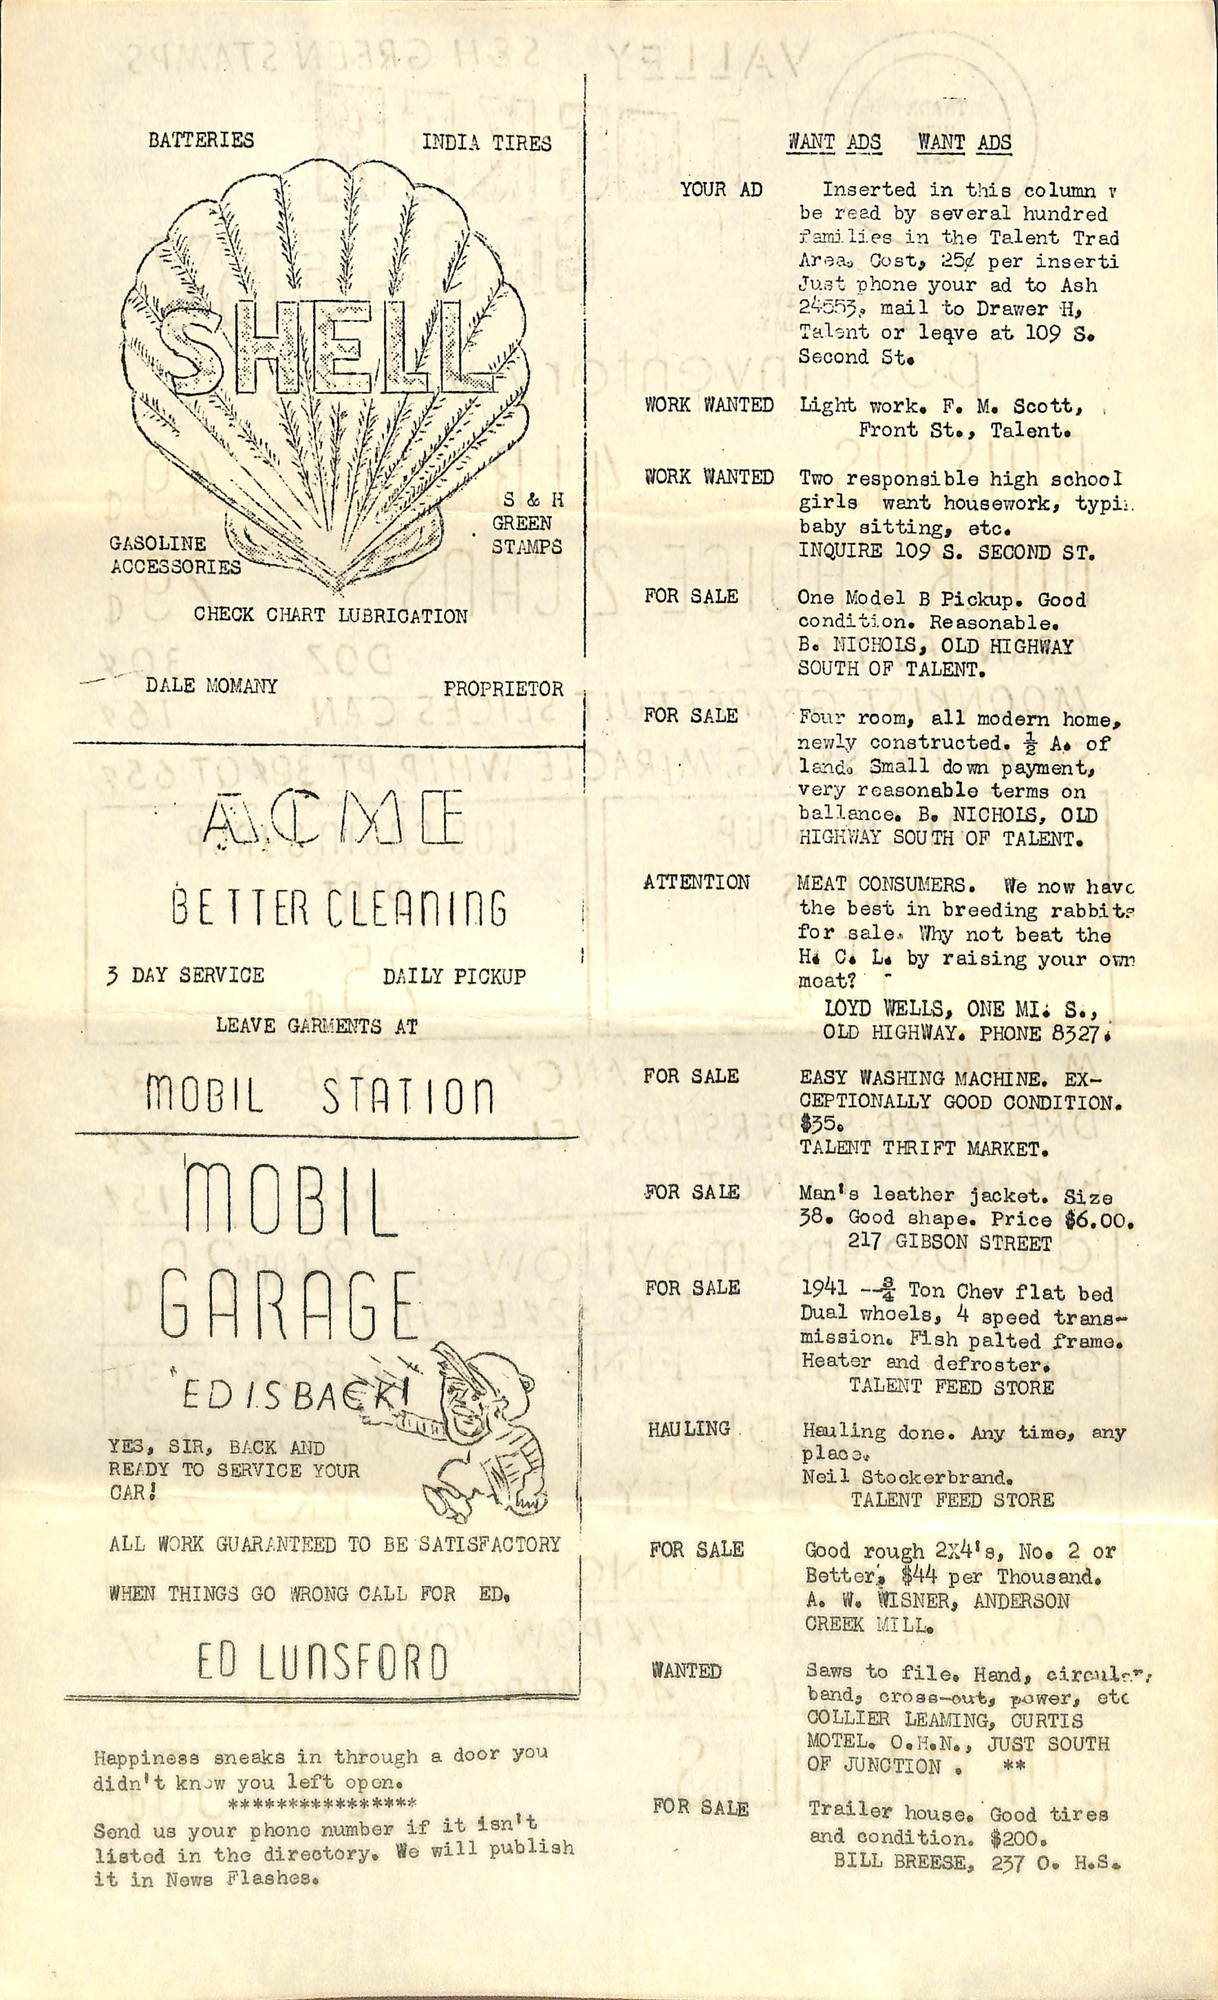 BATTERIES INDIA TIRES
SHELL
S & H
GREEN
STAMPS
GASOLINE
ACCESSORIES
CHECK CHART LUBRICATION
DALE MOMANY PROPRIETOR
ACME
BETTER CLEANING
3 DAY SERVICE DAILY PICKUP
LEAVE GARMENTS AT
MOBIL STATION
MOBIL
GARAGE
"ED IS BACK!
YES, SIR, BACK AND
READY TO SERVICE YOUR
CAR!
ALL WORK GUARANTEED TO BE SATISFACTORY
WHEN THINGS GO WRONG CALL FOR ED.
ED LUNSFORD
Happiness sneaks in through a door you
didn't know you left open.
****************
Send us your phone number if it isn't
listed in the directory. We will publish
it in News Flashes.
WANT ADS WANT ADS
YOUR AD Inserted in this column
be read by several hundred
families in the Talent Trad
Area. Cost, 25¢ per inserti
Just phone your ad to Ash
24553, mail to Drawer H,
Talent or leave at 109 S.
Second St.
WORK WANTED Light work. F. M. Scott,
Front St., Talent.
WORK WANTED Two responsible high school
girls want housework, typi
baby sitting, etc.
INQUIRE 109 S. SECOND ST.
FOR SALE One Model B Pickup. Good
condition. Reasonable.
B. NICHOLS, OLD HIGHWAY
SOUTH OF TALENT.
FOR SALE Four room, all modern home,
newly constructed. ½ A. of
land. Small down payment,
very reasonable terms on
ballance. B. NICHOLS, OLD
HIGHWAY SOUTH OF TALENT.
ATTENTION MEAT CONSUMERS. We now have
the best in breeding rabbits
for sale. Why not beat the
H. C. L. by raising your own
meat?
LOYD WELLS, ONE MI. S.,
OLD HIGHWAY. PHONE 8327.
FOR SALE EASY WASHING MACHINE. EX-
CEPTIONALLY GOOD CONDITION.
$35.
TALENT THRIFT MARKET.
FOR SALE Man's leather jacket. Size
38. Good shape. Price $6.00.
217 GIBSON STREET
FOR SALE 1941 --¾ Ton Chev flat bed
Dual wheels, 4 speed trans-
mission. Fish palted frame.
Heater and defroster.
TALENT FEED STORE
HAULING Hauling done. Any time, any
place.
Neil Stockerbrand.
TALENT FEED STORE
FOR SALE Good rough 2X4's, No. 2 or
Better, $44 per Thousand.
A. W. WISNER, ANDERSON
CREEK MILL.
WANTED Saws to file. Hand, circular,
band, cross-cut, power, etc
COLLIER LEAMING, CURTIS
MOTEL. O.H.N., JUST SOUTH
OF JUNCTION . **
FOR SALE Trailer house. Good tires
and condition. $200.
BILL BREESE, 237 O. H.S.